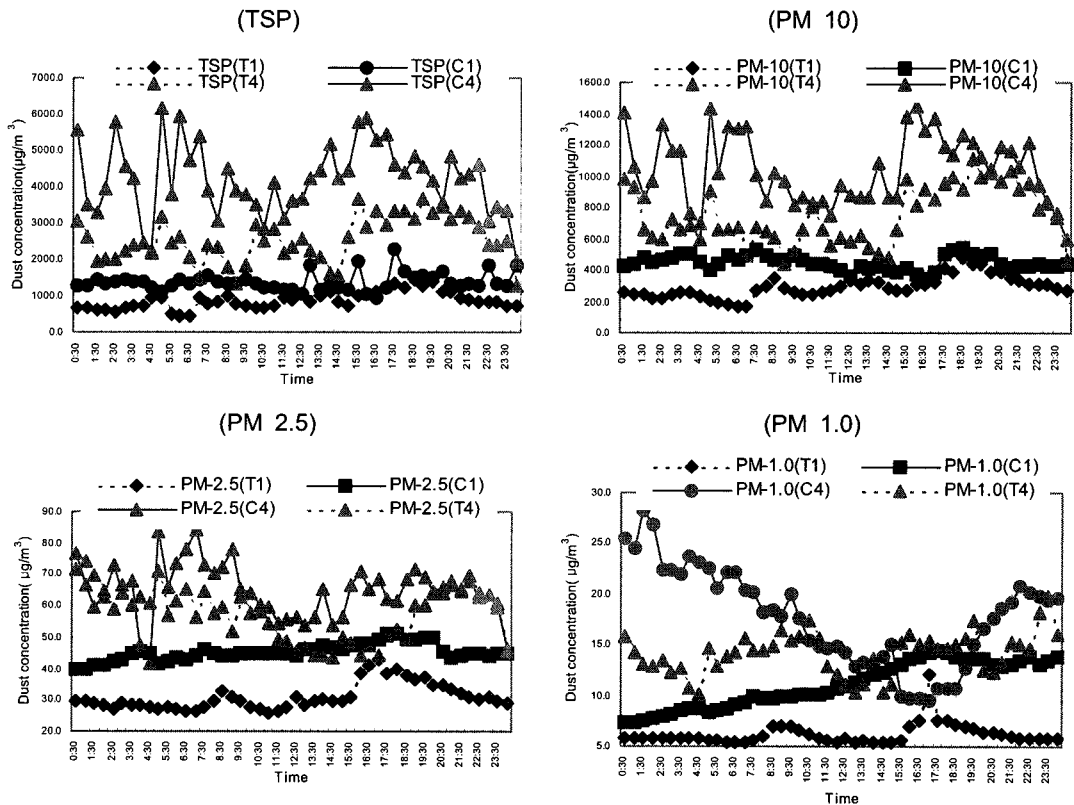 (TSP)
TSP(T1) TSP(C1)
TSP(T4) TSP(C4)
7000.0
6000.0
5000.0
4000.0
3000.0
2000.0
1000.0
0.0
Dust concentration(μg/m³)
0:30 1:30 2:30 3:30 4:30 5:30 6:30 7:30 8:30 9:30 10:30 11:30 12:30 13:30 14:30 15:30 16:30 17:30 18:30 19:30 20:30 21:30 22:30 23:30
Time
(PM 10)
PM-10(T1) PM-10(C1)
PM-10(T4) PM-10(C4)
1600.0
1400.0
1200.0
1000.0
800.0
600.0
400.0
200.0
0.0
Dust concentration(μg/m³)
0:30 1:30 2:30 3:30 4:30 5:30 6:30 7:30 8:30 9:30 10:30 11:30 12:30 13:30 14:30 15:30 16:30 17:30 18:30 19:30 20:30 21:30 22:30 23:30
Time
(PM 2.5)
PM-2.5(T1) PM-2.5(C1)
PM-2.5(C4) PM-2.5(T4)
90.0
80.0
70.0
60.0
50.0
40.0
30.0
20.0
Dust concentration( μg/m³)
0:30 1:30 2:30 3:30 4:30 5:30 6:30 7:30 8:30 9:30 10:30 11:30 12:30 13:30 14:30 15:30 16:30 17:30 18:30 19:30 20:30 21:30 22:30 23:30
Time
(PM 1.0)
PM-1.0(T1) PM-1.0(C1)
PM-1.0(C4) PM-1.0(T4)
30.0
25.0
20.0
15.0
10.0
5.0
Dust concentration( μg/m³)
0:30 1:30 2:30 3:30 4:30 5:30 6:30 7:30 8:30 9:30 10:30 11:30 12:30 13:30 14:30 15:30 16:30 17:30 18:30 19:30 20:30 21:30 22:30 23:30
Time